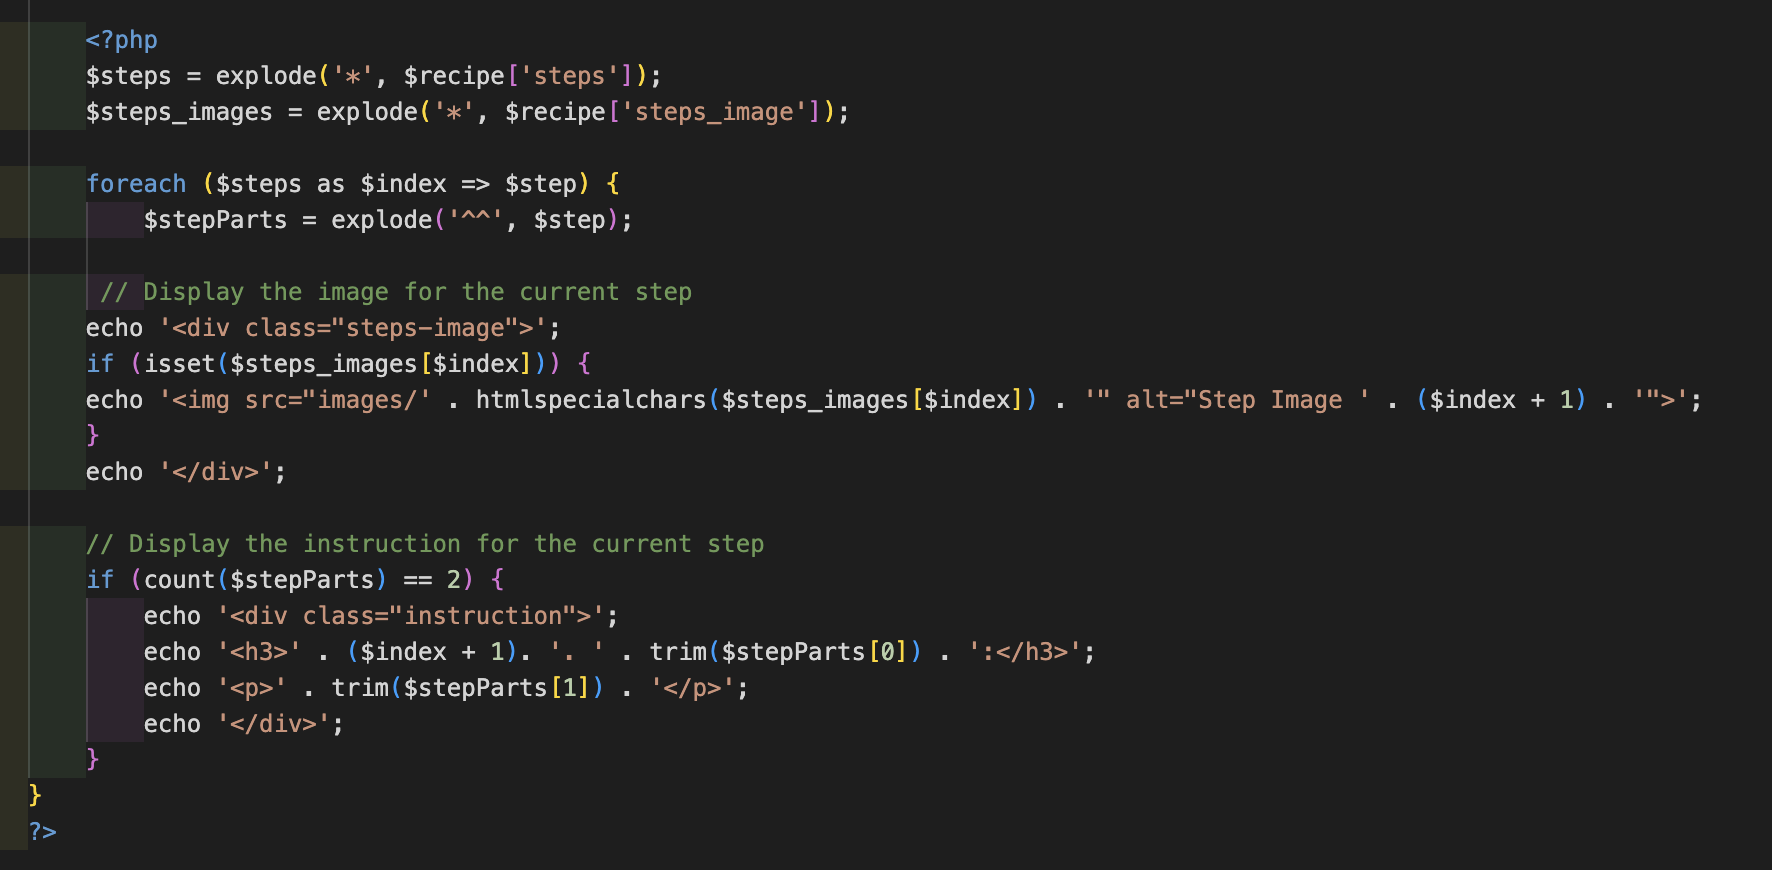 <?php
$steps = explode('*', $recipe['steps']);
$steps_images = explode('*', $recipe['steps_image']);
foreach ($steps as $index => $step) {
$stepParts = explode('^^', $step);
// Display the image for the current step
echo '<div class="steps-image">';
if (isset($steps_images[$index])) {
echo '<img src="images/' . htmlspecialchars($steps_images[$index]) . '" alt="Step Image ' . ($index + 1) . '">';
}
echo '</div>';
// Display the instruction for the current step
if (count($stepParts) == 2) {
echo '<div class="instruction">';
echo '<h3>' . ($index + 1). '. ' . trim($stepParts[0]) . ':</h3>';
echo '<p>' . trim($stepParts[1]) . '</p>';
echo '</div>';
}
}
?>